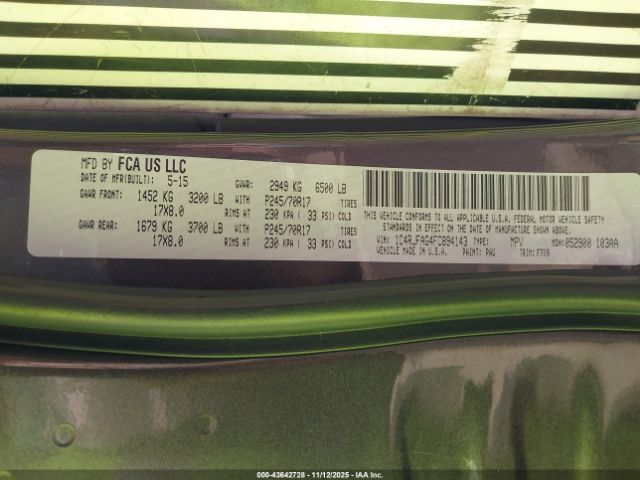 MFD BY FCA US LLC
DATE OF MFR(BUILT): 5-15 GVWR: 2949 KG 6500 LB
GAWR FRONT: 1452 KG 3200 LB WITH P245/70R17 TIRES
17X8.0 RIMS AT 230 KPA ( 33 PSI) COLD
GAWR REAR: 1679 KG 3700 LB WITH P245/70R17 TIRES
17X8.0 RIMS AT 230 KPA ( 33 PSI) COLD
THIS VEHICLE CONFORMS TO ALL APPLICABLE U.S.A. FEDERAL MOTOR VEHICLE SAFETY
STANDARDS IN EFFECT ON THE DATE OF MANUFACTURE SHOWN ABOVE.
VIN: 1C4RJFAG4FC894143 TYPE: MPV MDH: 052900 103AA
VEHICLE MADE IN U.S.A. PAINT: PAU TRIM: F7X9
000-43642728 - 11/12/2025 - IAA Inc.